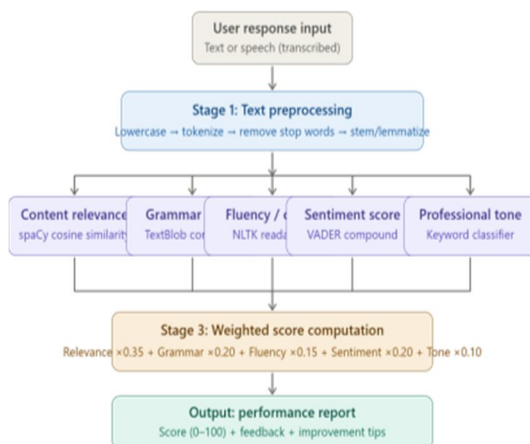 User response input
Text or speech (transcribed)
Stage 1: Text preprocessing
Lowercase → tokenize → remove stop words → stem/lemmatize
Content relevance
spaCy cosine similarity
Grammar
TextBlob
Fluency /
NLTK
Sentiment score
VADER compound
Professional tone
Keyword classifier
Stage 3: Weighted score computation
Relevance ×0.35 + Grammar ×0.20 + Fluency ×0.15 + Sentiment ×0.20 + Tone ×0.10
Output: performance report
Score (0–100) + feedback + improvement tips